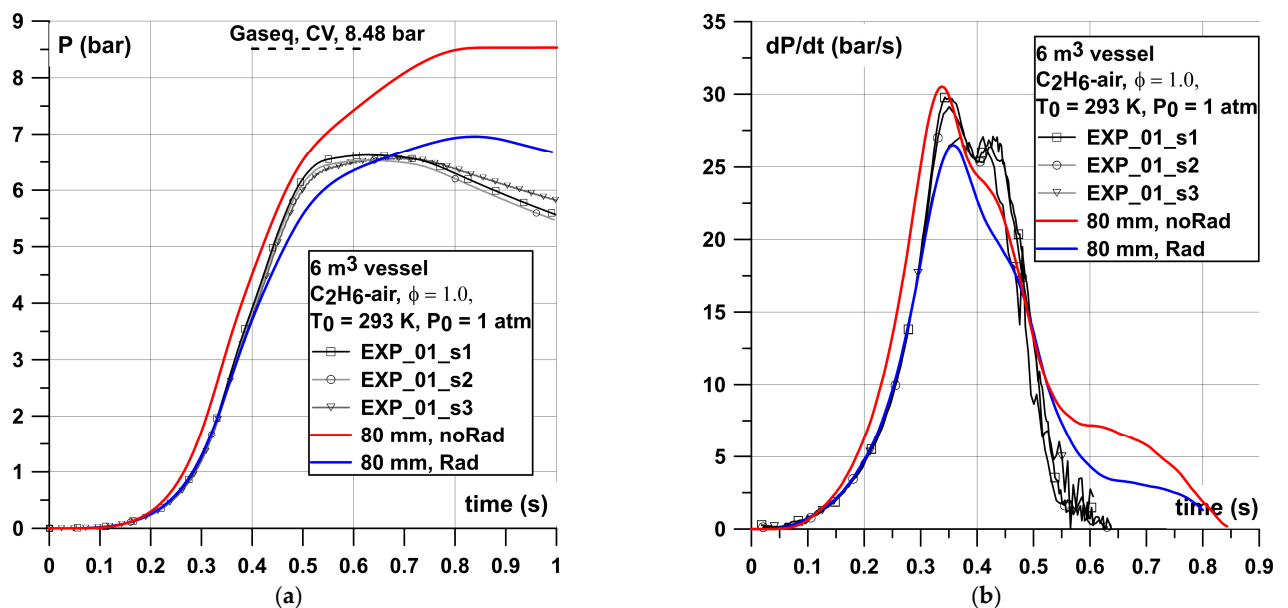 P (bar)
Gaseq, CV, 8.48 bar
9
8
7
6
5
4
3
2
1
0
6 m³ vessel
C₂H₆-air, ϕ = 1.0,
T₀ = 293 K, P₀ = 1 atm
EXP_01_s1
EXP_01_s2
EXP_01_s3
80 mm, noRad
80 mm, Rad
time (s)
0 0.1 0.2 0.3 0.4 0.5 0.6 0.7 0.8 0.9 1
(a)
dP/dt (bar/s)
35
30
25
20
15
10
5
0
6 m³ vessel
C₂H₆-air, ϕ = 1.0,
T₀ = 293 K, P₀ = 1 atm
EXP_01_s1
EXP_01_s2
EXP_01_s3
80 mm, noRad
80 mm, Rad
time (s)
0 0.1 0.2 0.3 0.4 0.5 0.6 0.7 0.8 0.9
(b)